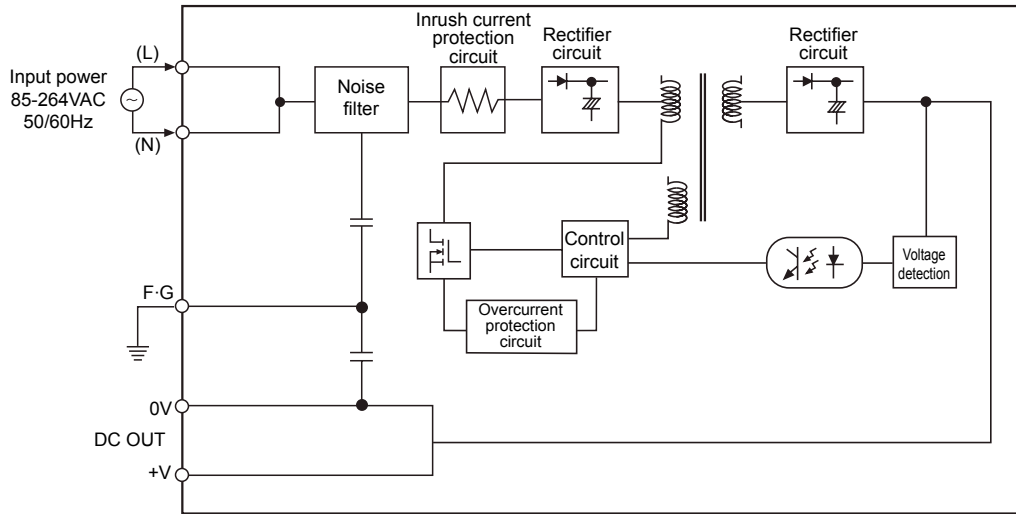 Inrush current
protection
circuit
Rectifier
circuit
Rectifier
circuit
(L)
Input power
85-264VAC
50/60Hz
(N)
Noise
filter
Control
circuit
Voltage
detection
F·G
Overcurrent
protection
circuit
0V
DC OUT
+V